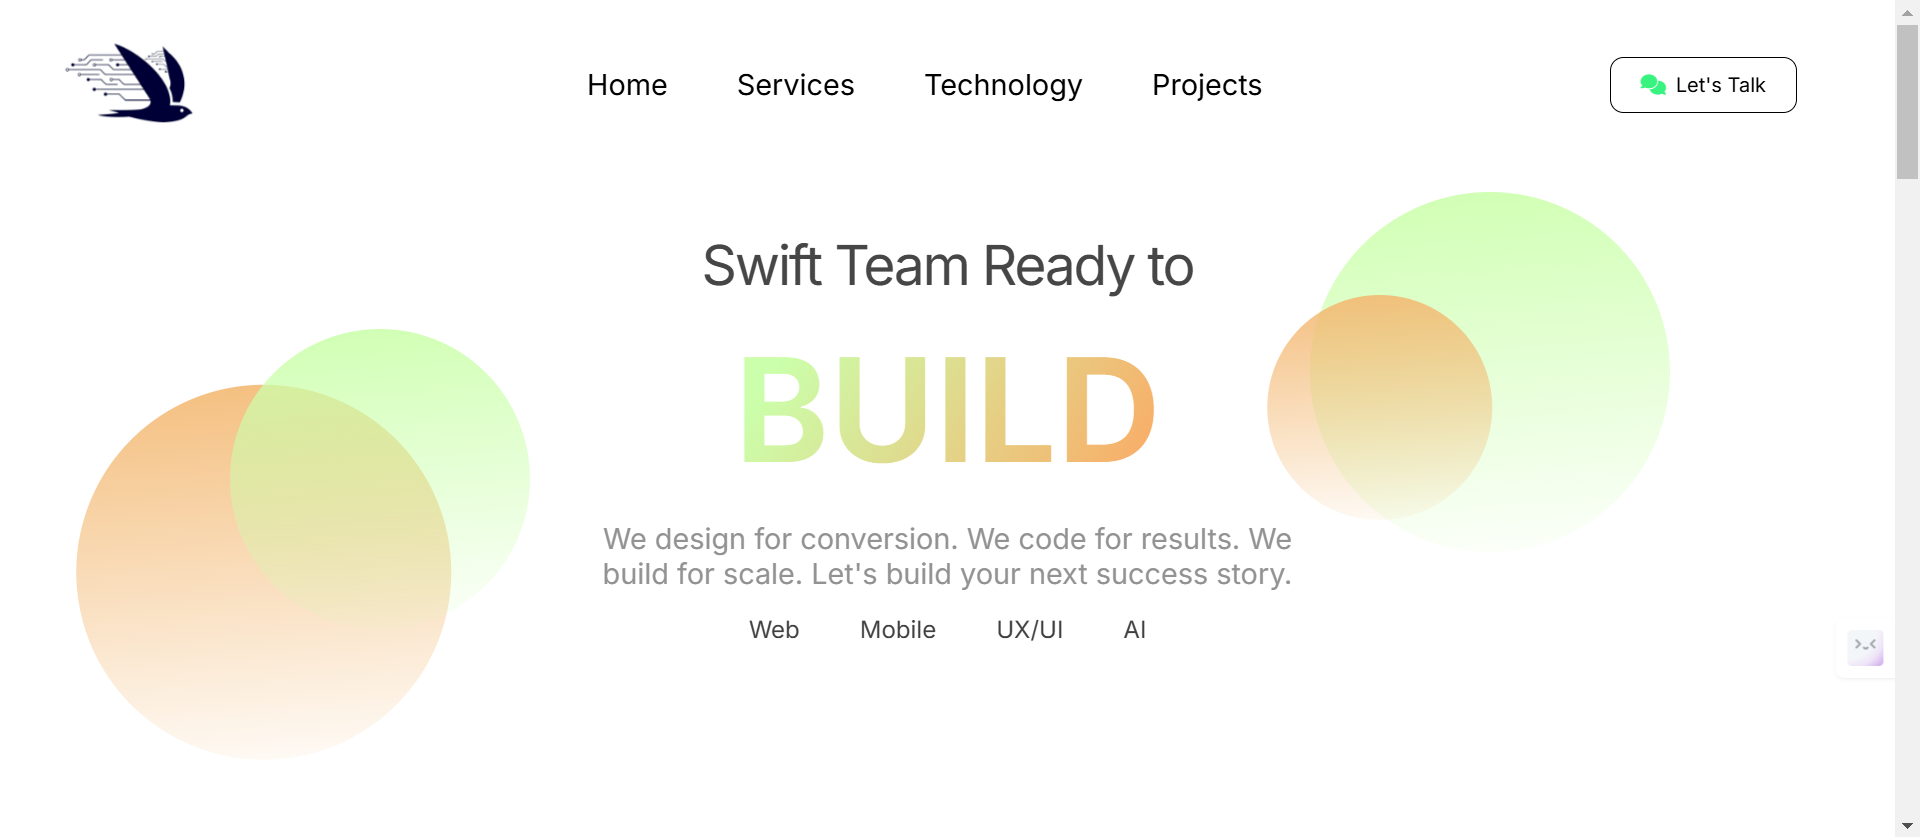 Home Services Technology Projects Let's Talk
Swift Team Ready to
BUILD
We design for conversion. We code for results. We
build for scale. Let's build your next success story.
Web Mobile UX/UI AI